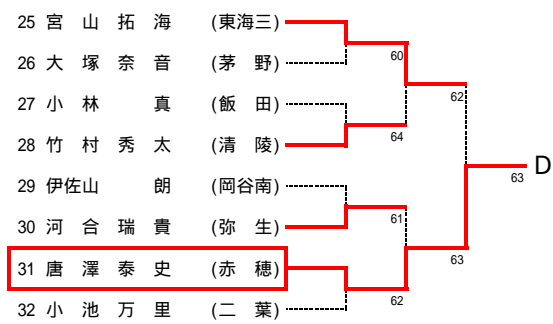 25 宮 山 拓 海 (東海三)
26 大 塚 奈 音 (茅 野)
60
27 小 林 真 (飯 田)
62
28 竹 村 秀 太 (清 陵)
64
D
63
29 伊佐山 朗 (岡谷南)
30 河 合 瑞 貴 (弥 生)
61
31 唐 澤 泰 史 (赤 穂)
63
32 小 池 万 里 (二 葉)
62